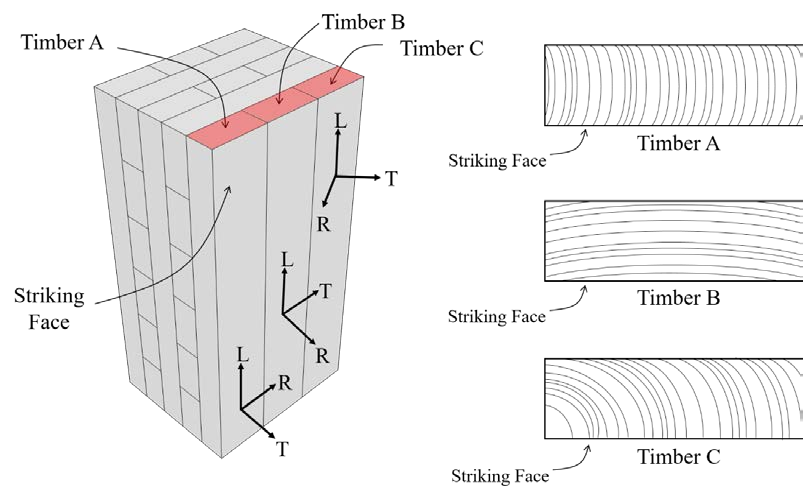 Timber A
Timber B
Timber C
L
T
R
L
T
R
L
R
T
Striking
Face
Striking Face
Timber A
Striking Face
Timber B
Striking Face
Timber C